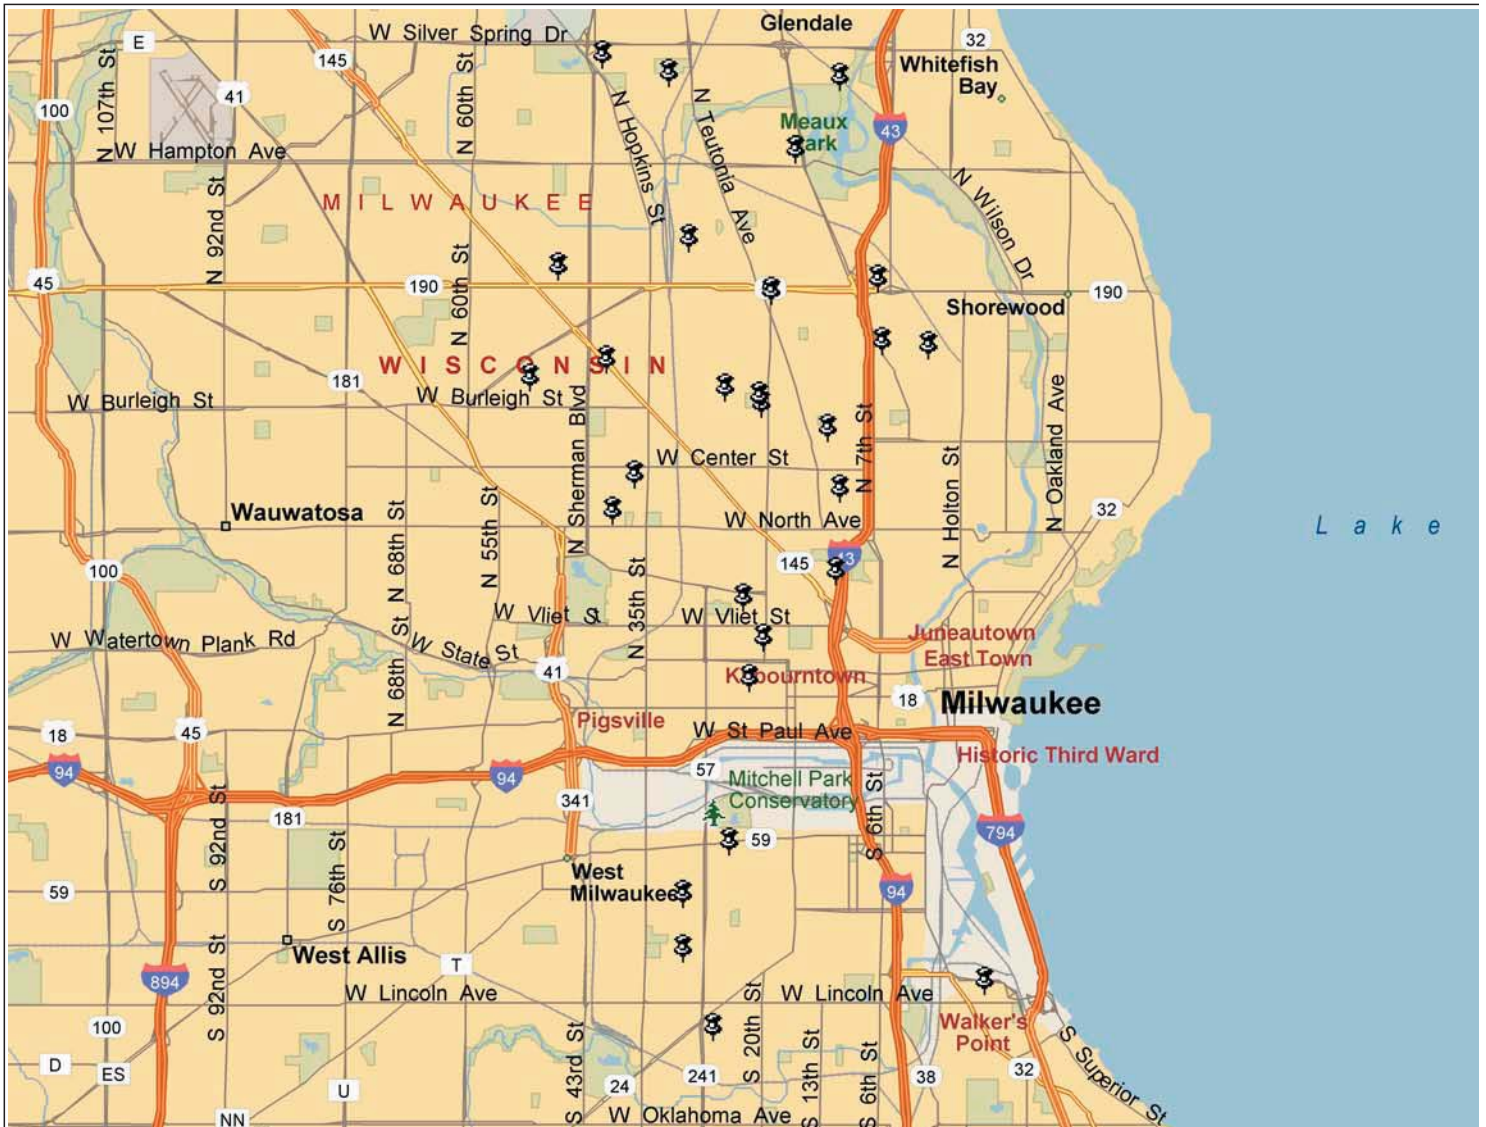 Glendale
W Silver Spring Dr
32
E
145
Whitefish
Bay
N 107th St
N 60th St
41
100
N Hopkins St
N Teutonia Ave
Meaux
Park
43
W Hampton Ave
N Wilson Dr
MILWAUKEE
N 92nd St
N 60th St
45
190
190
Shorewood
WISCONSIN
181
W Burleigh St
W Burleigh St
N Sherman Blvd
N 7th St
N Oakland Ave
W Center St
N Holton St
Wauwatosa
N 68th St
N 55th St
W North Ave
32
Lake
43
145
100
N 35th St
W Vliet St
W Vliet St
W Watertown Plank Rd
N 68th St
W State St
Juneautown
East Town
41
Kilbourntown
18
Milwaukee
Pigsville
W St Paul Ave
18
45
Historic Third Ward
94
94
57
Mitchell Park
Conservatory
S 6th St
341
181
S 92nd St
S 76th St
59
794
West
Milwaukee
59
94
West Allis
T
S 92nd St
894
W Lincoln Ave
W Lincoln Ave
100
Walker's
Point
S 20th St
S 43rd St
S 13th St
S 6th St
S Superior St
D
ES
U
24
241
38
32
NN
W Oklahoma Ave